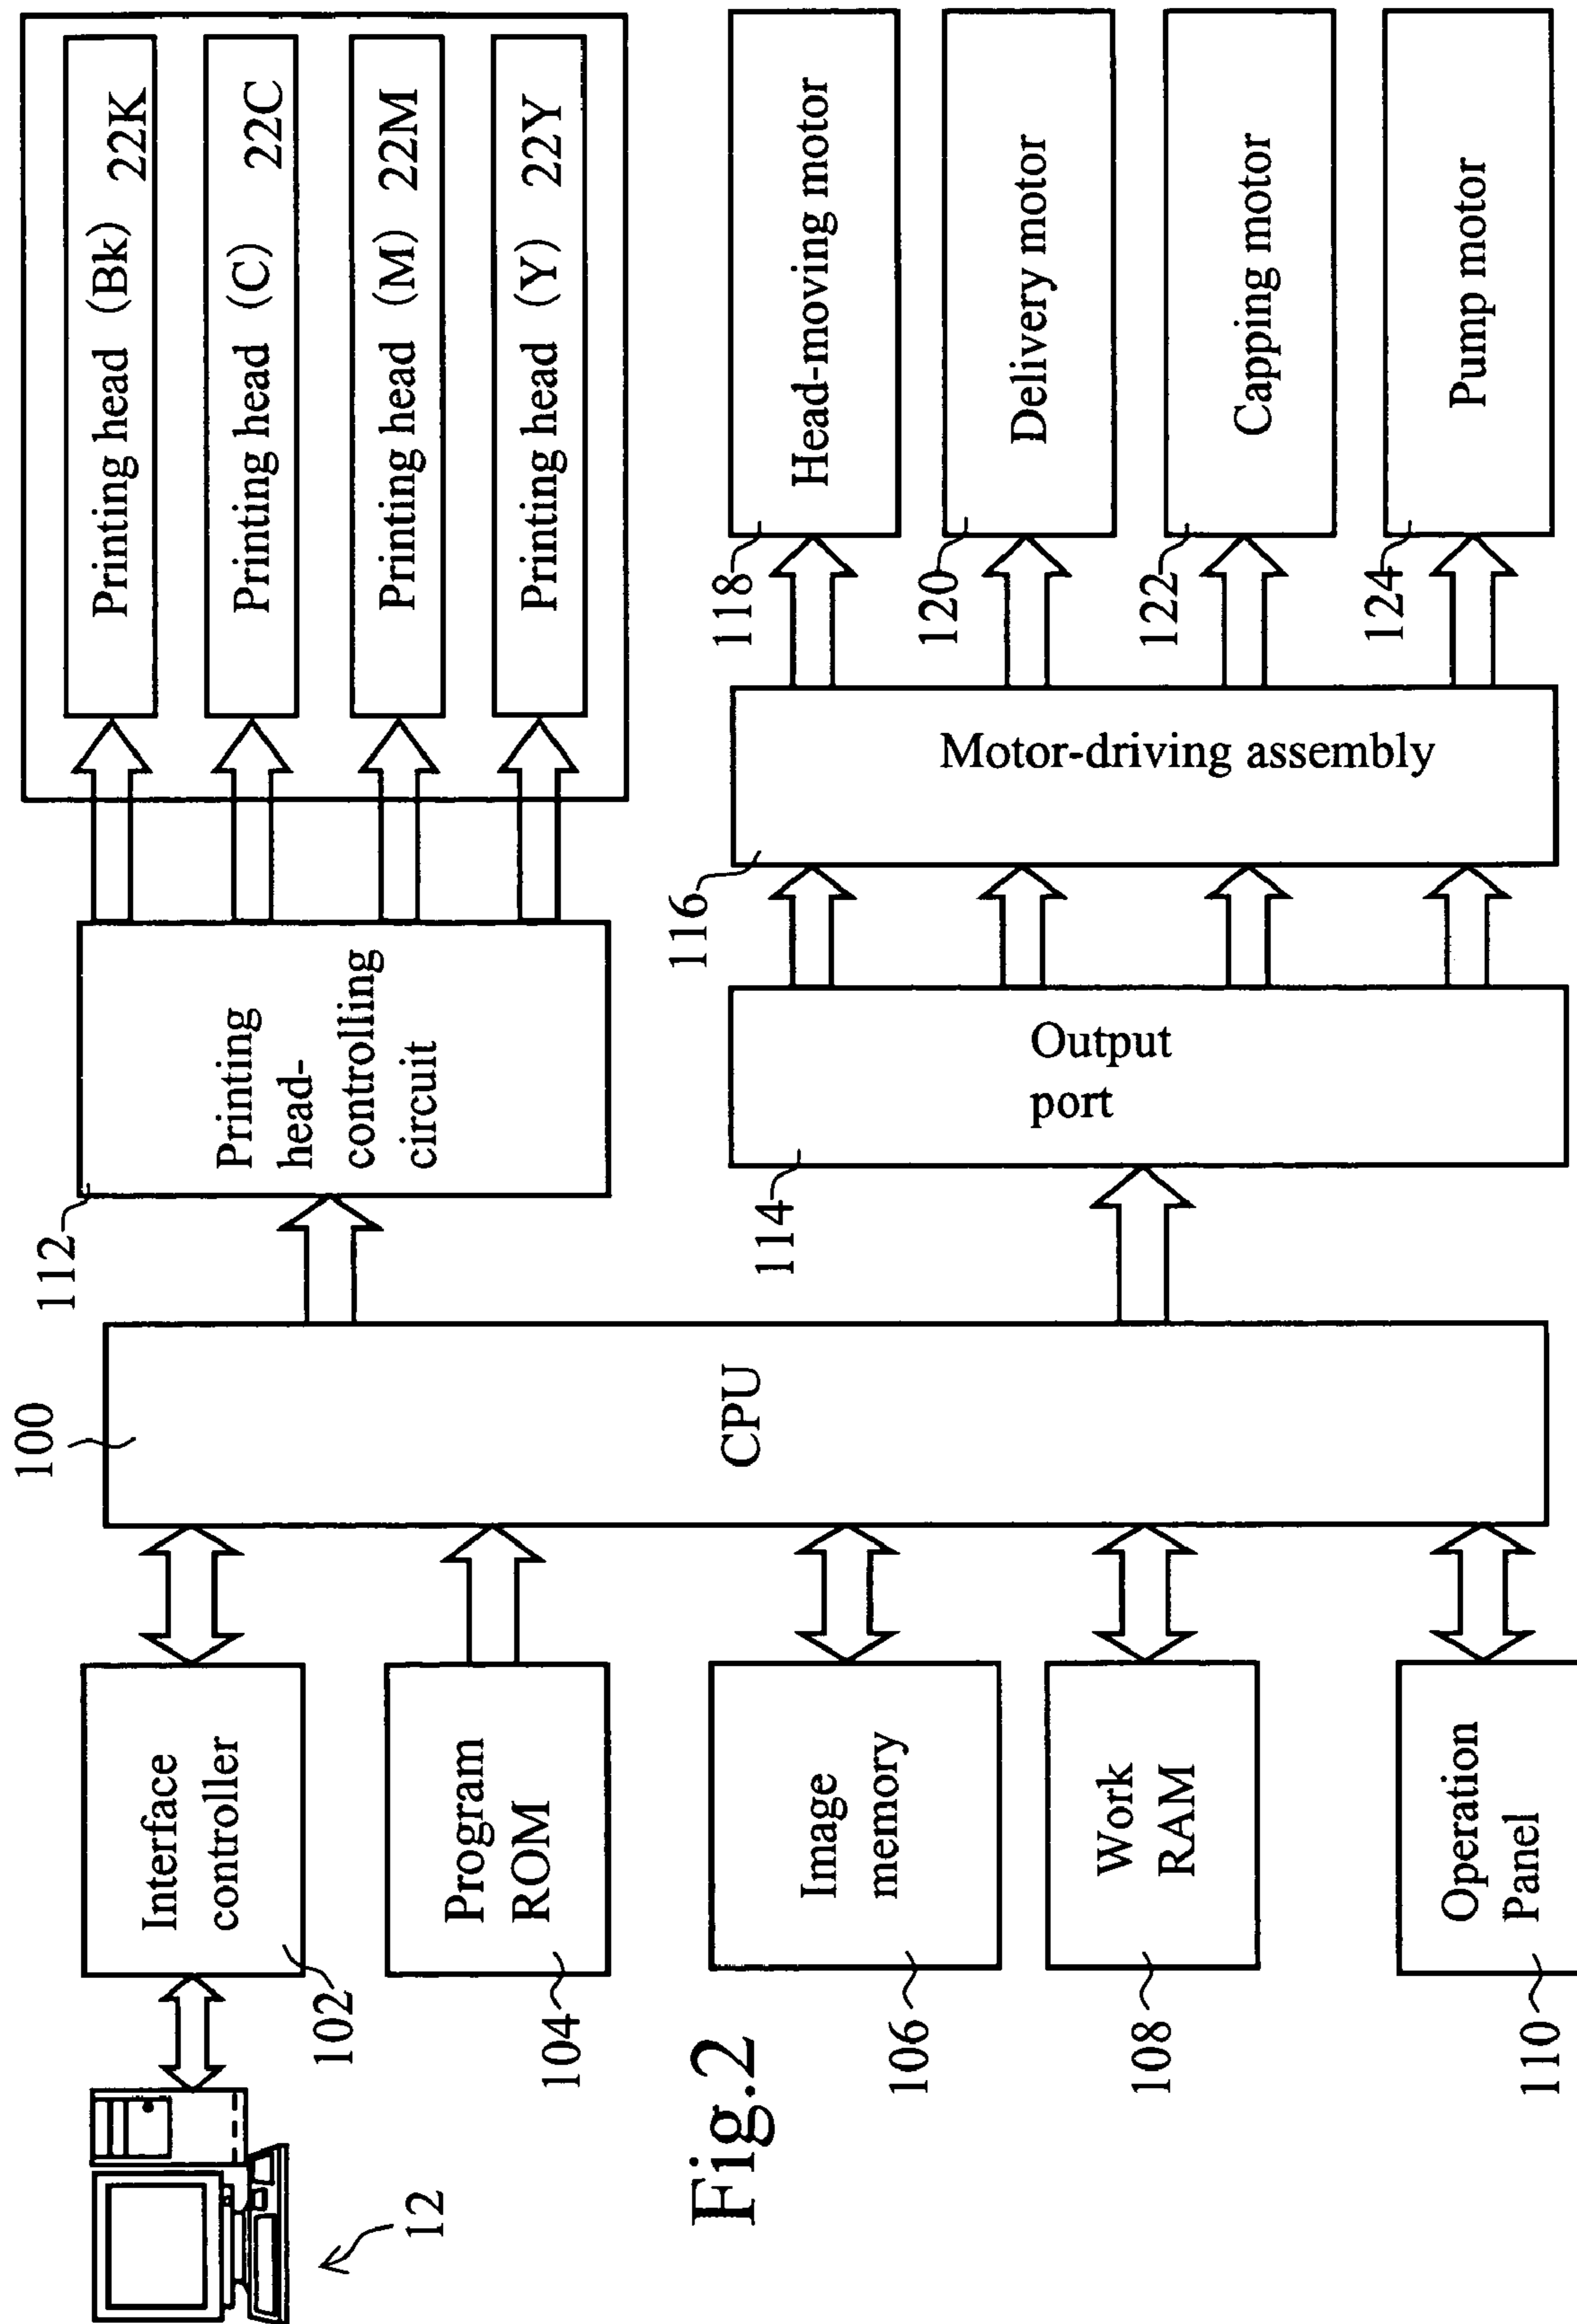 Fig.2
12
Interface
controller
102
Program
ROM
104
Image
memory
106
Work
RAM
108
Operation
Panel
110
100
CPU
112
Printing
head-
controlling
circuit
Printing head (Bk) 22K
Printing head (C) 22C
Printing head (M) 22M
Printing head (Y) 22Y
114
Output
port
116
Motor-driving assembly
118
Head-moving motor
120
Delivery motor
122
Capping motor
124
Pump motor